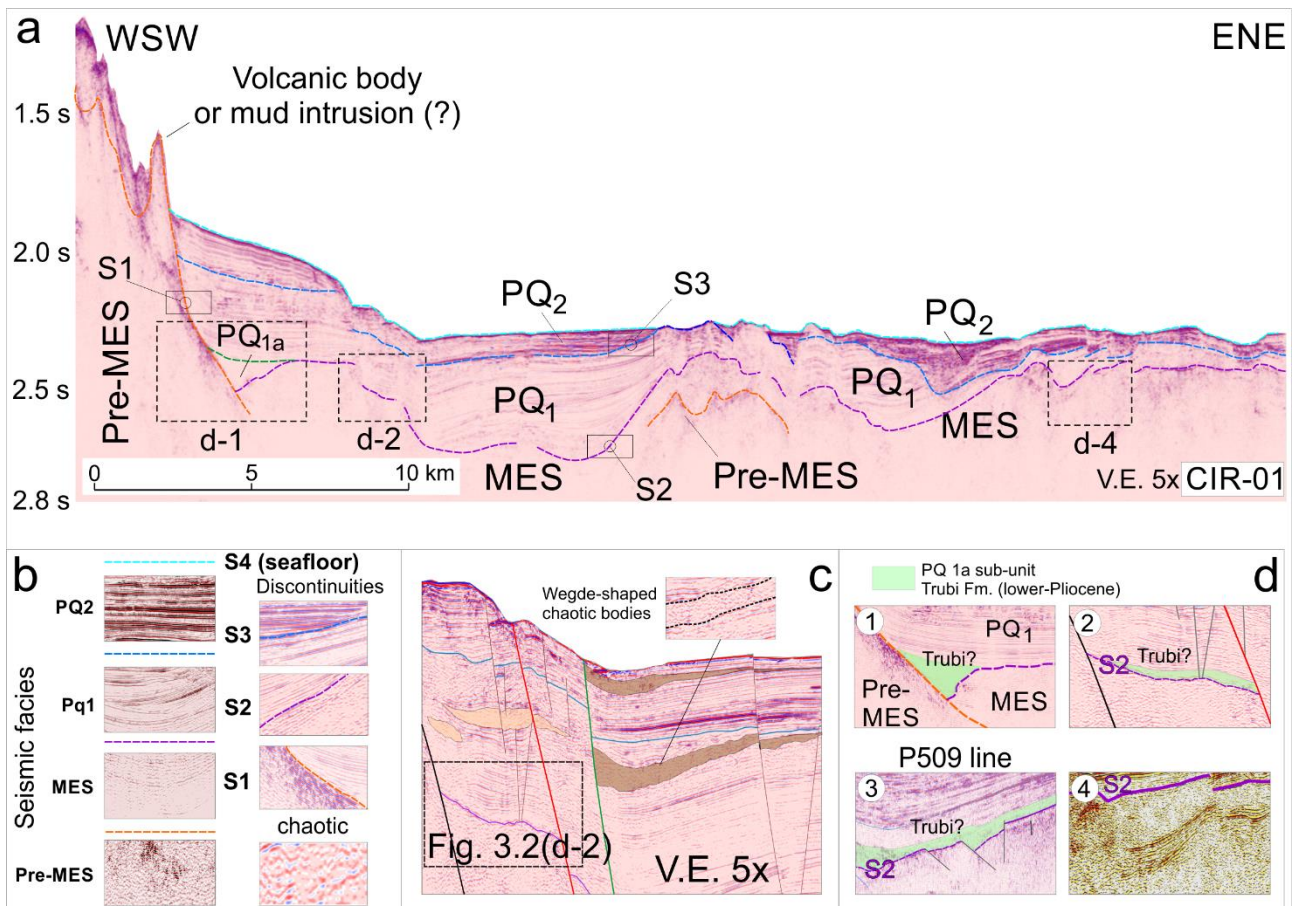 a
WSW
ENE
Volcanic body
or mud intrusion (?)
1.5 s
2.0 s
2.5 s
2.8 s
S1
PQ1a
Pre-MES
d-1
d-2
PQ2
S3
PQ1
MES
S2
Pre-MES
PQ2
PQ1
MES
d-4
0 5 10 km
V.E. 5x
CIR-01
b
S4 (seafloor)
Discontinuities
Seismic facies
PQ2
S3
Pq1
S2
MES
S1
chaotic
Pre-MES
c
Wegde-shaped
chaotic bodies
Fig. 3.2(d-2)
V.E. 5x
d
PQ 1a sub-unit
Trubi Fm. (lower-Pliocene)
1
PQ1
Trubi?
Pre-
MES
MES
2
S2
Trubi?
P509 line
3
Trubi?
S2
4
S2